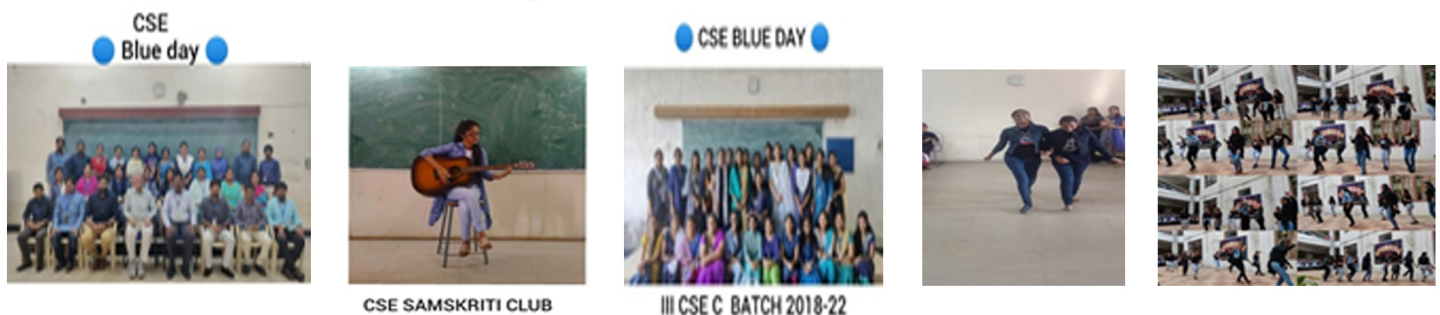 CSE
Blue day
CSE BLUE DAY
CSE SAMSKRITI CLUB
III CSE C BATCH 2018-22